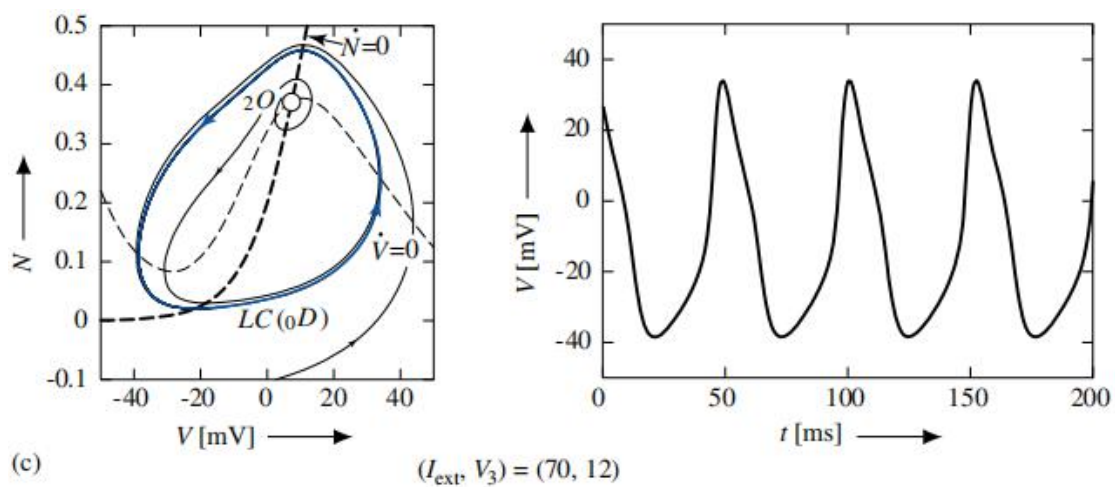 0.5
0.4
0.3
0.2
0.1
0
-0.1
N
-40
-20
0
20
40
V [mV]
Ṅ=0
₂O
V̇=0
LC(₀D)
40
20
0
-20
-40
V [mV]
0
50
100
150
200
t [ms]
(c)
(I_ext, V₃) = (70, 12)